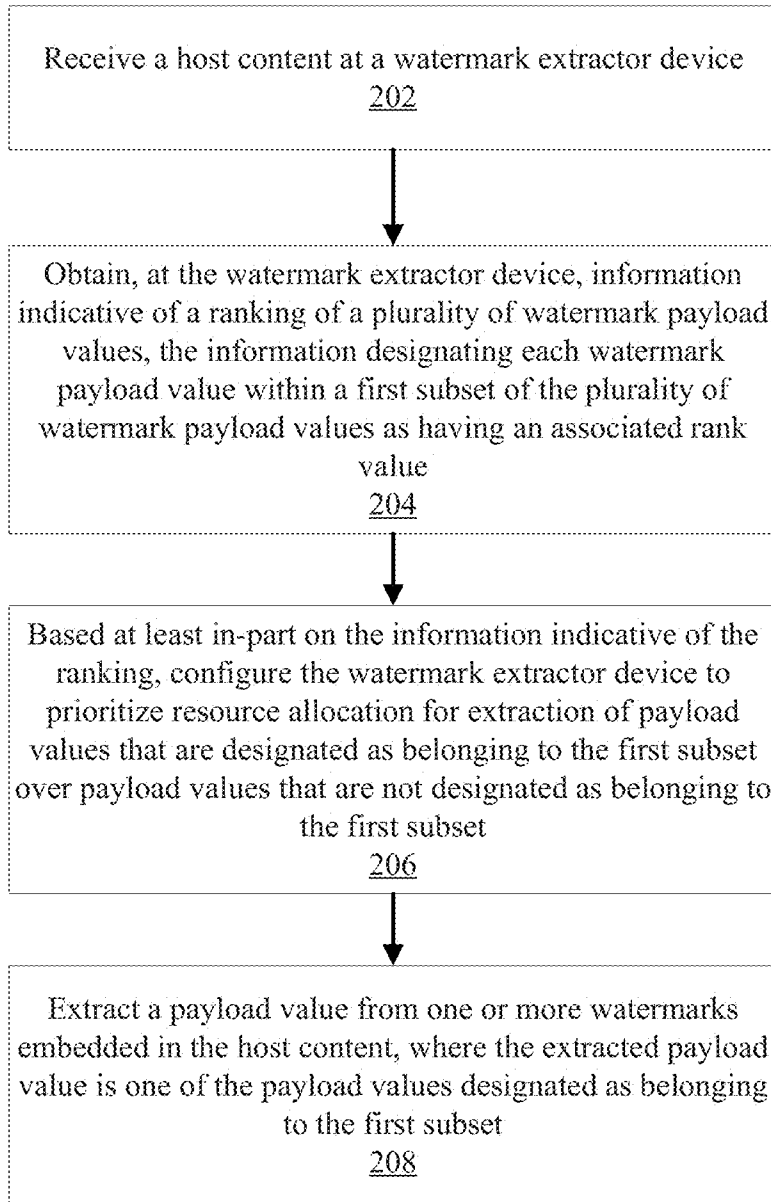 Receive a host content at a watermark extractor device
202
Obtain, at the watermark extractor device, information
indicative of a ranking of a plurality of watermark payload
values, the information designating each watermark
payload value within a first subset of the plurality of
watermark payload values as having an associated rank
value
204
Based at least in-part on the information indicative of the
ranking, configure the watermark extractor device to
prioritize resource allocation for extraction of payload
values that are designated as belonging to the first subset
over payload values that are not designated as belonging to
the first subset
206
Extract a payload value from one or more watermarks
embedded in the host content, where the extracted payload
value is one of the payload values designated as belonging
to the first subset
208